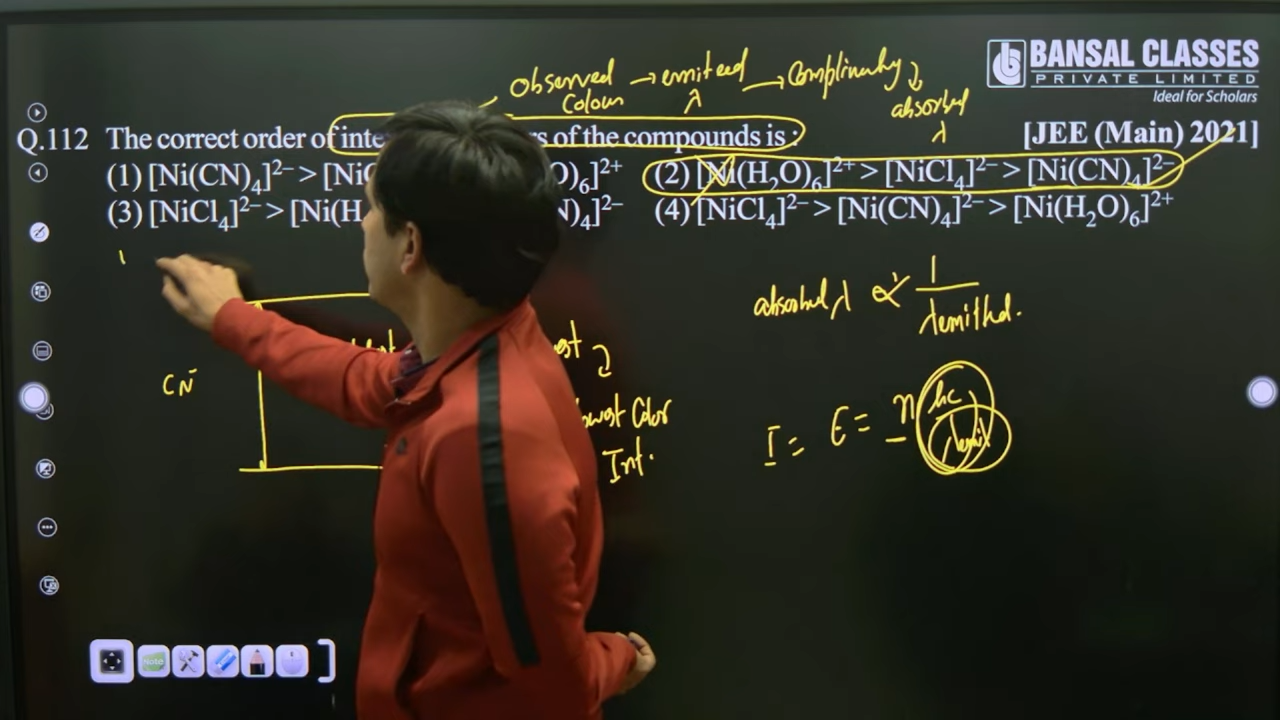 BANSAL CLASSES
PRIVATE LIMITED
Ideal for Scholars
Observed → emiteed → Complimentry
Colour λ absorbed
λ
Q.112 The correct order of inte s of the compounds is :
[JEE (Main) 2021]
(1) [Ni(CN)₄]²⁻ > [Ni O)₆]²⁺ (2) [Ni(H₂O)₆]²⁺ > [NiCl₄]²⁻ > [Ni(CN)₄]²⁻
(3) [NiCl₄]²⁻ > [Ni(H N)₄]²⁻ (4) [NiCl₄]²⁻ > [Ni(CN)₄]²⁻ > [Ni(H₂O)₆]²⁺
absorbed λ ∝ 1/λemitted.
CN⁻
west Color
Int.
I = E = n hc/λemit
Note